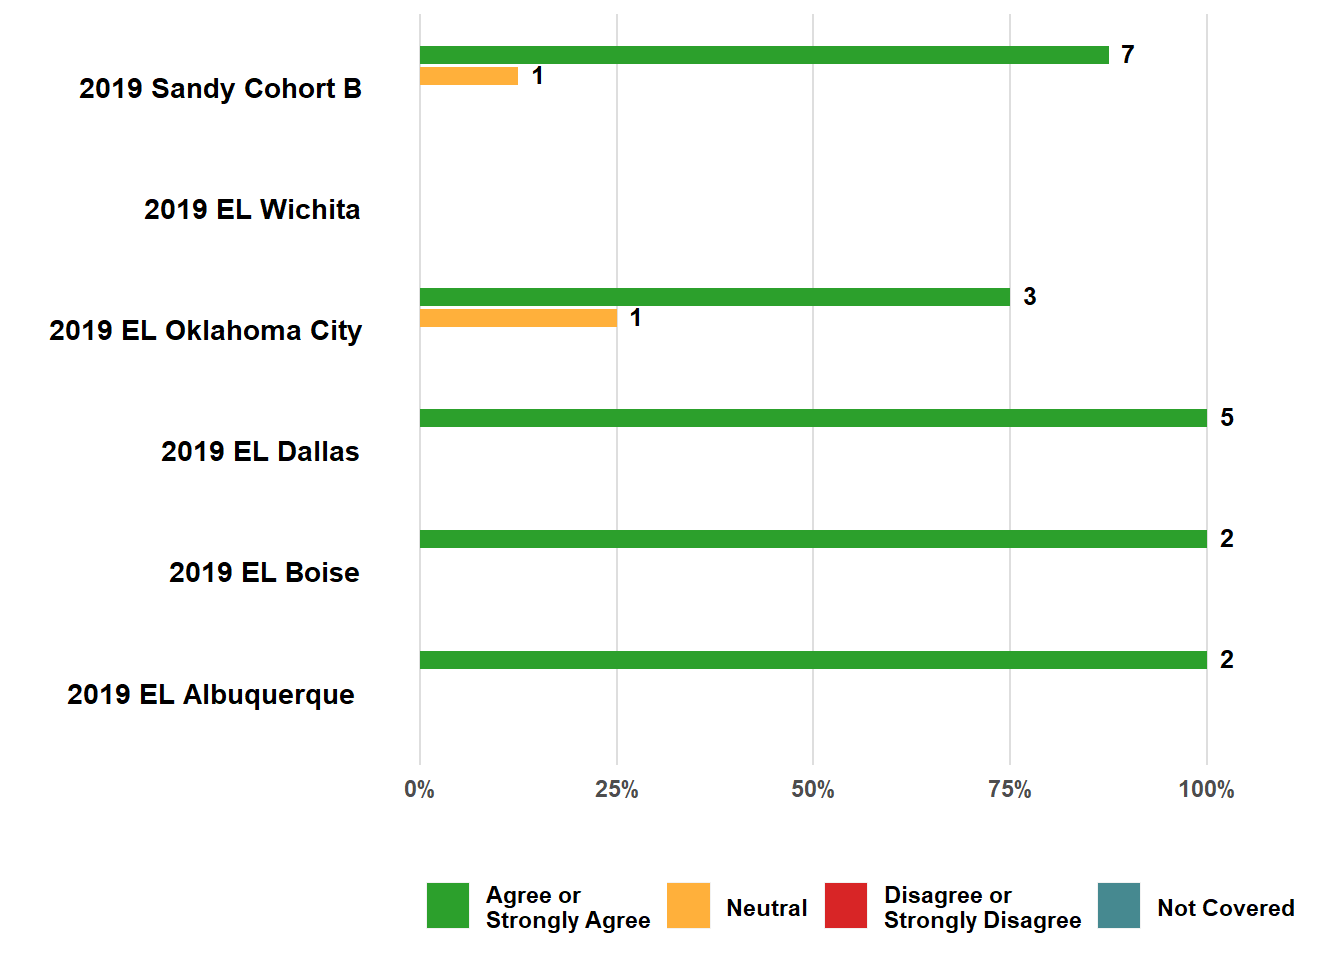 7
1
2019 Sandy Cohort B
2019 EL Wichita
3
1
2019 EL Oklahoma City
5
2019 EL Dallas
2
2019 EL Boise
2
2019 EL Albuquerque
0% 25% 50% 75% 100%
Agree or
Strongly Agree
Neutral
Disagree or
Strongly Disagree
Not Covered